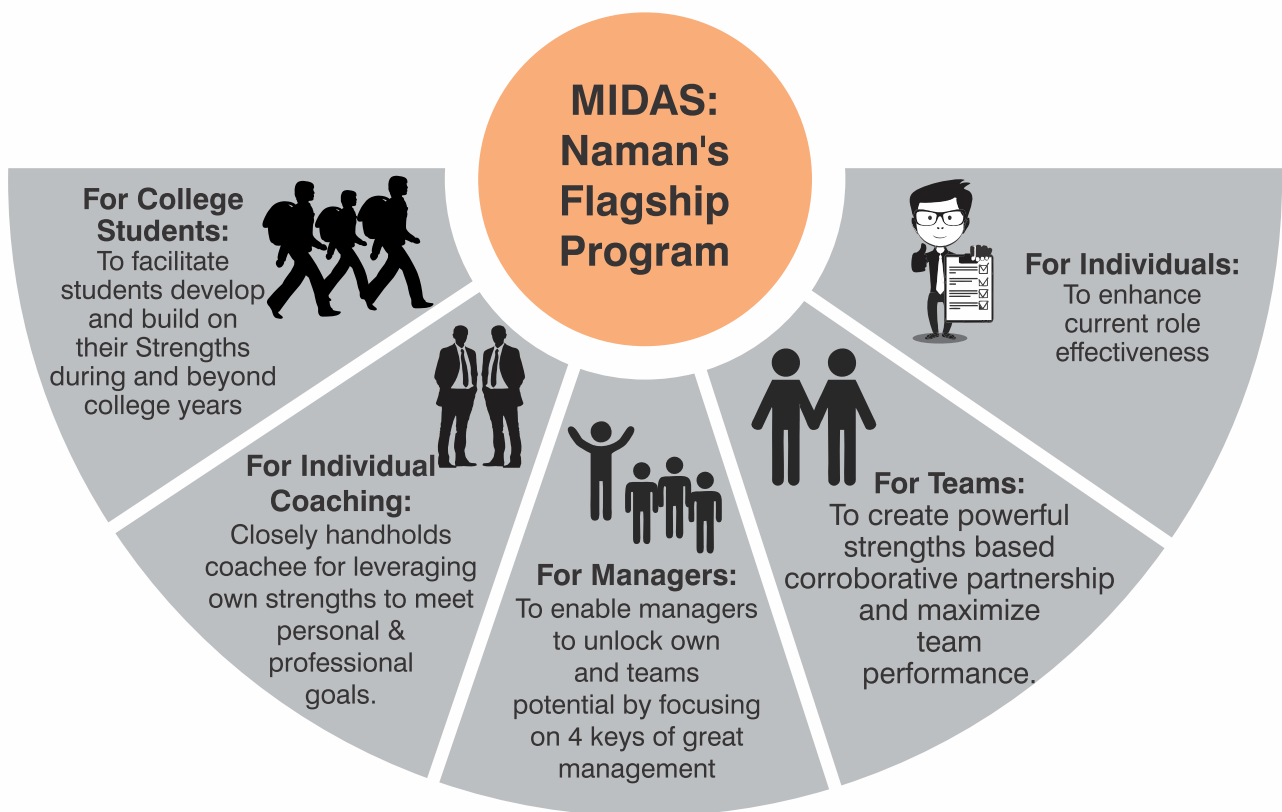 MIDAS:
Naman's
Flagship
Program
For College
Students:
To facilitate
students develop
and build on
their Strengths
during and beyond
college years
For Individual
Coaching:
Closely handholds
coachee for leveraging
own strengths to meet
personal &
professional
goals.
For Managers:
To enable managers
to unlock own
and teams
potential by focusing
on 4 keys of great
management
For Teams:
To create powerful
strengths based
corroborative partnership
and maximize
team
performance.
For Individuals:
To enhance
current role
effectiveness